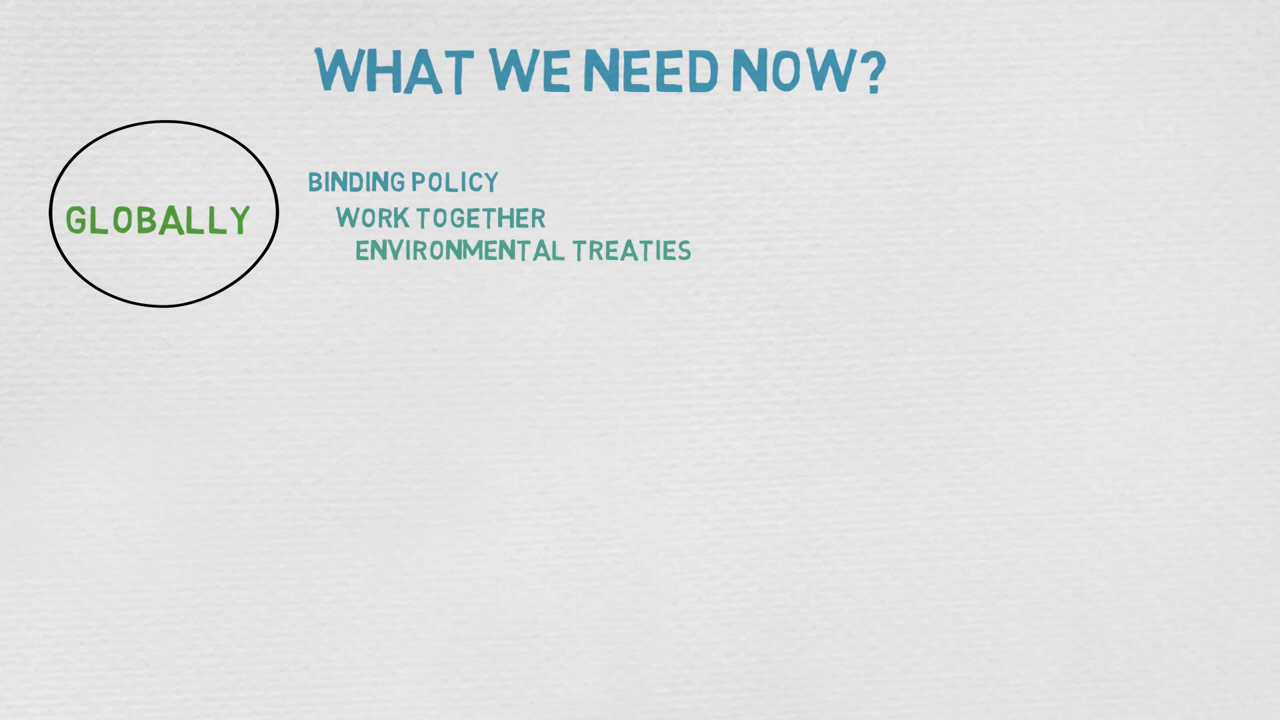 WHAT WE NEED NOW?
GLOBALLY
BINDING POLICY
WORK TOGETHER
ENVIRONMENTAL TREATIES